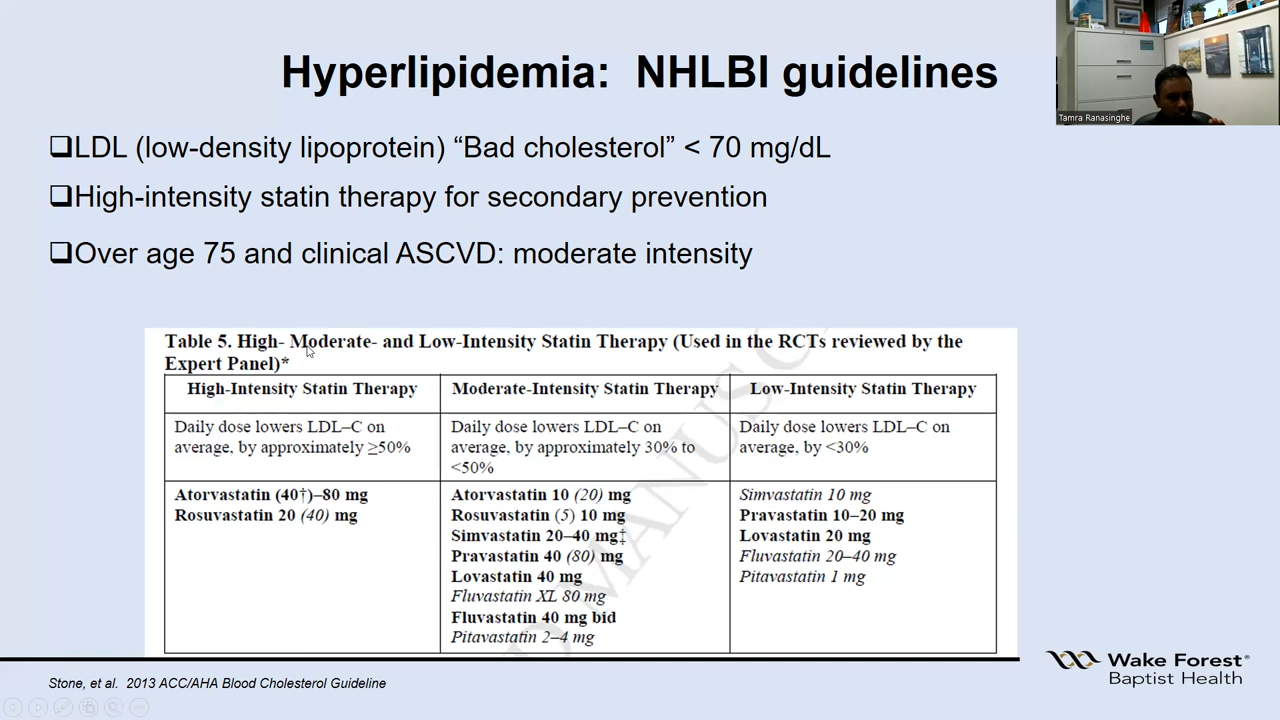 Hyperlipidemia: NHLBI guidelines
Tamra Ranasinghe
❑LDL (low-density lipoprotein) “Bad cholesterol” < 70 mg/dL
❑High-intensity statin therapy for secondary prevention
❑Over age 75 and clinical ASCVD: moderate intensity
Table 5. High- Moderate- and Low-Intensity Statin Therapy (Used in the RCTs reviewed by the
Expert Panel)*
High-Intensity Statin Therapy
Moderate-Intensity Statin Therapy
Low-Intensity Statin Therapy
Daily dose lowers LDL–C on
average, by approximately ≥50%
Daily dose lowers LDL–C on
average, by approximately 30% to
<50%
Daily dose lowers LDL–C on
average, by <30%
Atorvastatin (40†)–80 mg
Rosuvastatin 20 (40) mg
Atorvastatin 10 (20) mg
Rosuvastatin (5) 10 mg
Simvastatin 20–40 mg‡
Pravastatin 40 (80) mg
Lovastatin 40 mg
Fluvastatin XL 80 mg
Fluvastatin 40 mg bid
Pitavastatin 2–4 mg
Simvastatin 10 mg
Pravastatin 10–20 mg
Lovastatin 20 mg
Fluvastatin 20–40 mg
Pitavastatin 1 mg
D MANUSC
Stone, et al. 2013 ACC/AHA Blood Cholesterol Guideline
Wake Forest®
Baptist Health